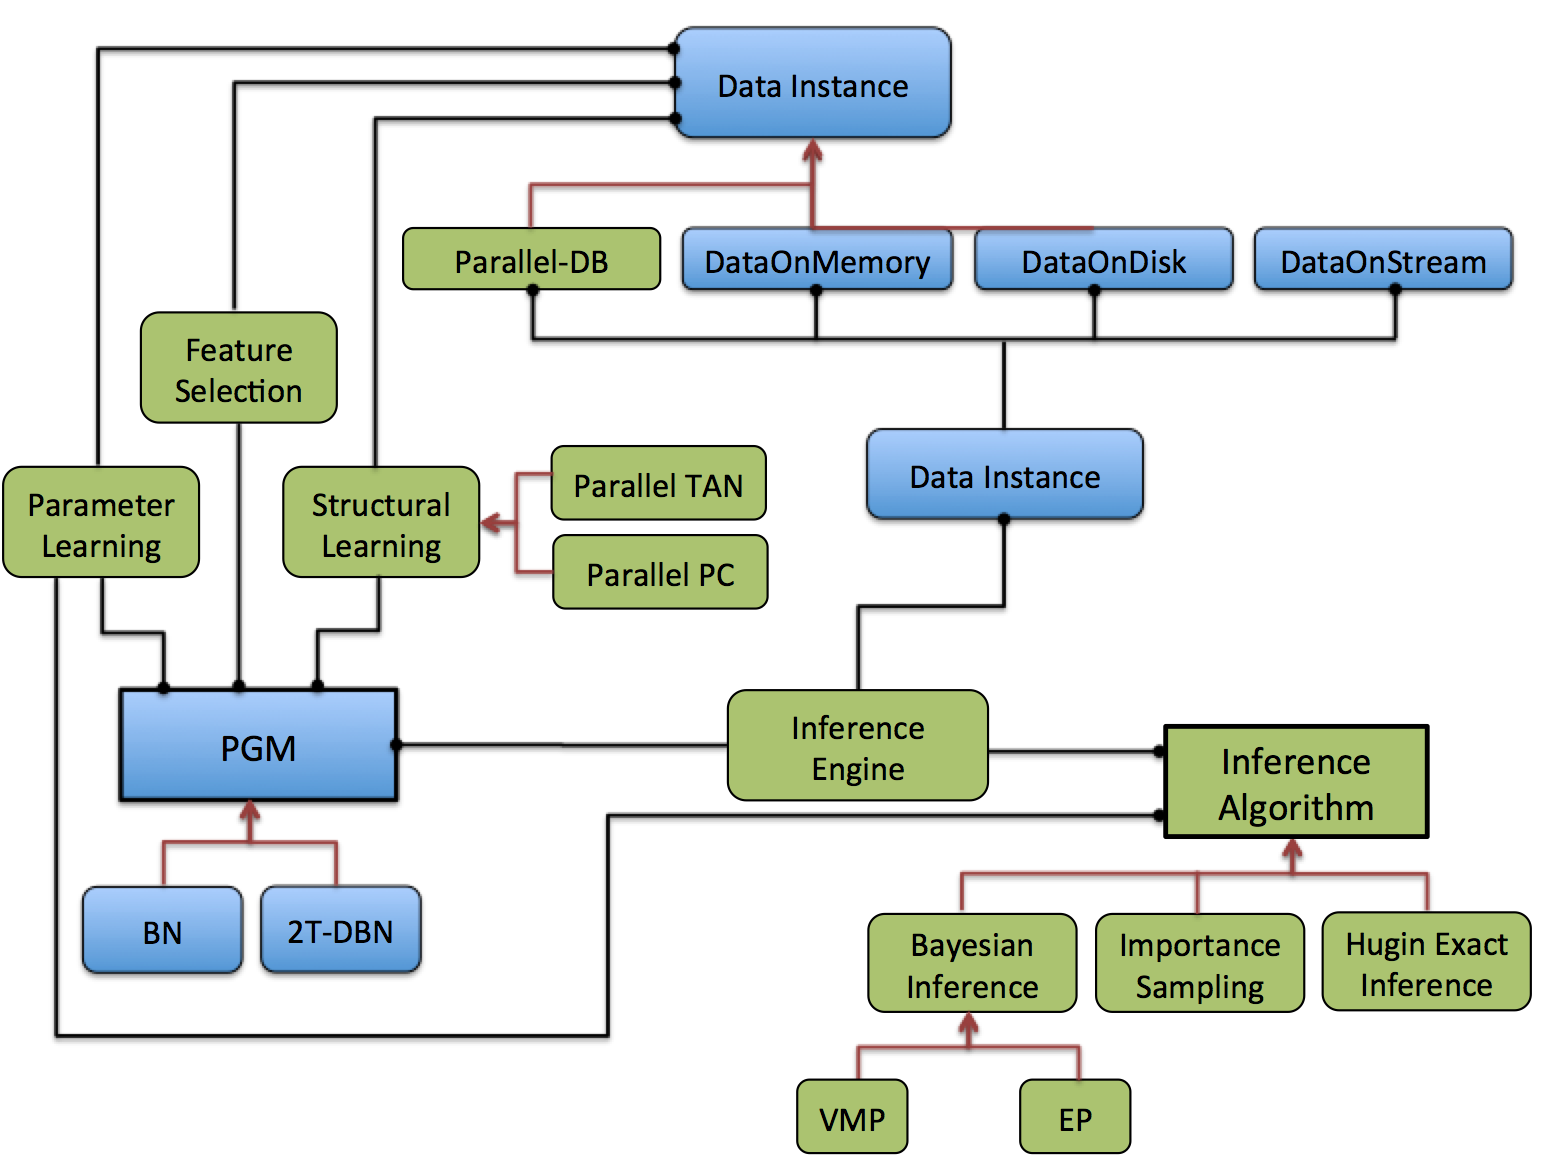 Data Instance
Parallel-DB
DataOnMemory
DataOnDisk
DataOnStream
Feature
Selection
Parameter
Learning
Structural
Learning
Parallel TAN
Parallel PC
Data Instance
PGM
Inference
Engine
Inference
Algorithm
BN
2T-DBN
Bayesian
Inference
Importance
Sampling
Hugin Exact
Inference
VMP
EP